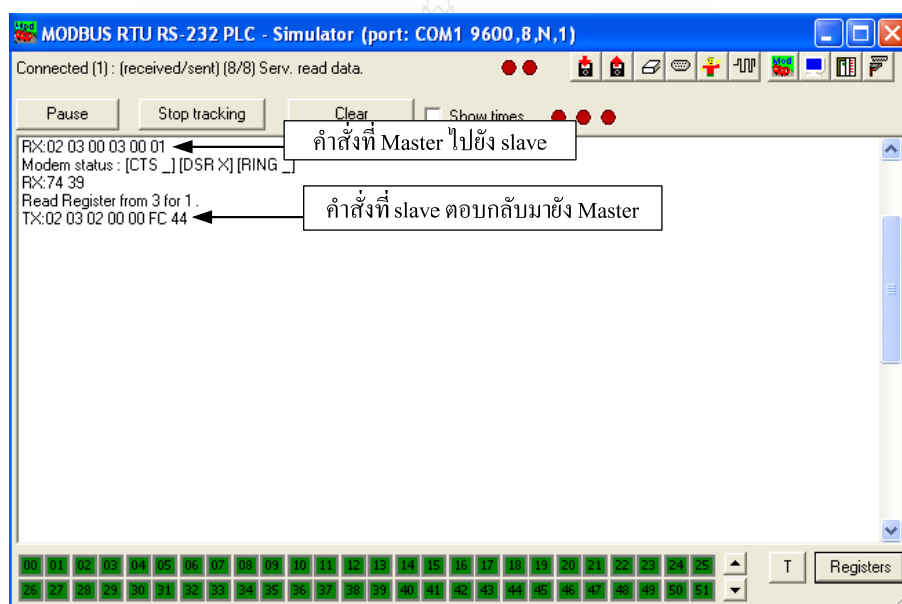 MODBUS RTU RS-232 PLC - Simulator (port: COM1 9600,8,N,1)
Connected (1) : (received/sent) (8/8) Serv. read data.
Pause Stop tracking Clear Show times
RX:02 03 00 03 00 01
คำสั่งที่ Master ไปยัง slave
Modem status : [CTS _] [DSR X] [RING _]
RX:74 39
Read Register from 3 for 1 .
TX:02 03 02 00 00 FC 44
คำสั่งที่ slave ตอบกลับมายัง Master
00 01 02 03 04 05 06 07 08 09 10 11 12 13 14 15 16 17 18 19 20 21 22 23 24 25
T Registers
26 27 28 29 30 31 32 33 34 35 36 37 38 39 40 41 42 43 44 45 46 47 48 49 50 51